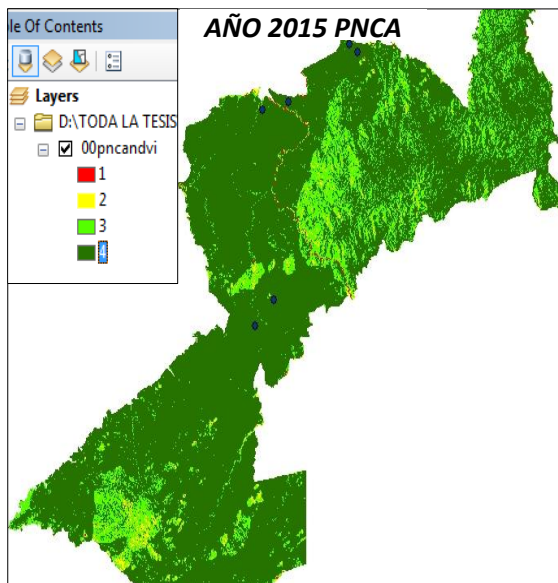 AÑO 2015 PNCA
le Of Contents
Layers
D:\TODA LA TESIS
00pncandvi
1
2
3
4